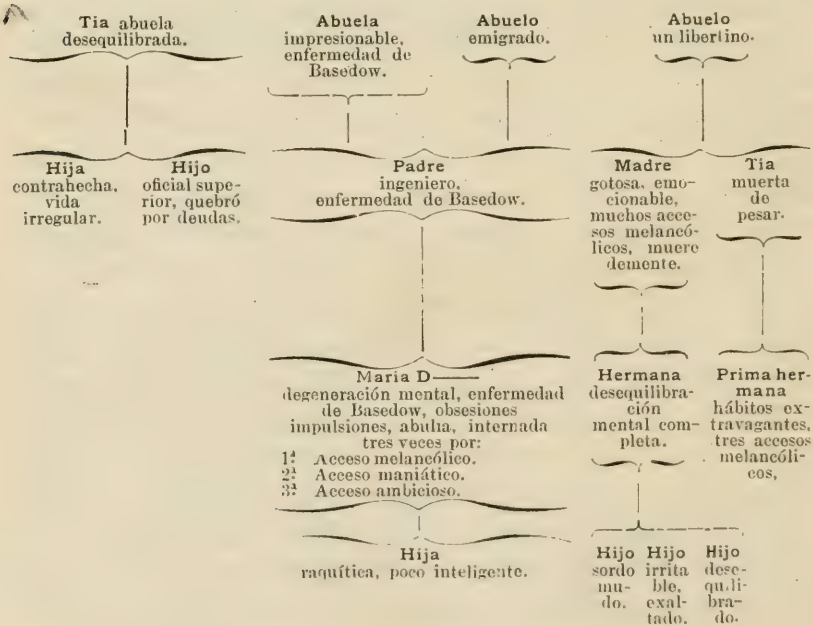 Tia abuela
desequilibrada.
Abuela
impresionable,
enfermedad de
Basedow.
Abuelo
emigrado.
Abuelo
un libertino.
Hija
contrahecha,
vida
irregular.
Hijo
oficial supe-
rior, quebró
por deudas.
Padre
ingeniero,
enfermedad de Basedow.
Madre
gotosa, emo-
cionable,
muchos acce-
sos melancó-
licos, muere
demente.
Tia
muerta
de
pesar.
Maria D——
degeneración mental, enfermedad
de Basedow, obsesiones
impulsiones, abulia, internada
tres veces por:
1ª Acceso melancólico.
2ª Acceso maniático.
3ª Acceso ambicioso.
Hermana
desequilibra-
ción
mental com-
pleta.
Prima her-
mana
hábitos ex-
travagantes,
tres accesos
melancóli-
cos,
Hija
raquítica, poco inteligente.
Hijo
sordo
mu-
do.
Hijo
irrita
ble,
exal-
tado.
Hijo
dese-
quili-
bra-
do.